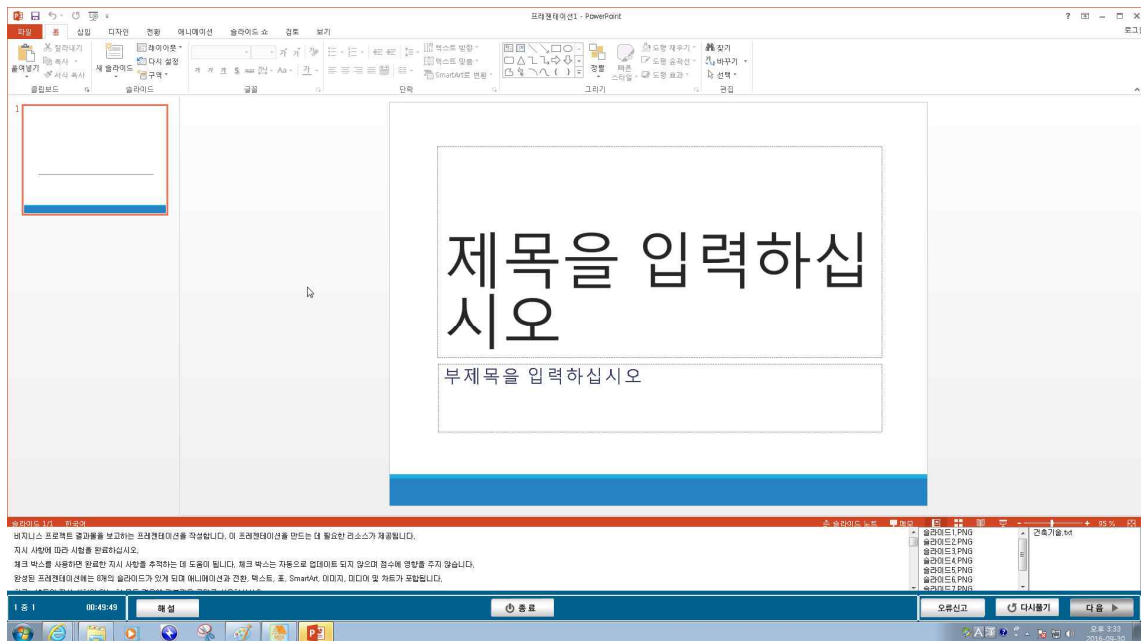 프레젠테이션1 - PowerPoint
파일 홈 삽입 디자인 전환 애니메이션 슬라이드 쇼 검토 보기
로그인
붙여넣기 잘라내기 복사 서식 복사
클립보드
새 슬라이드 레이아웃 다시 설정 구역
슬라이드
글꼴
텍스트 방향 텍스트 맞춤 SmartArt로 변환
단락
정렬 빠른 스타일 도형 채우기 도형 윤곽선 도형 효과
그리기
찾기 바꾸기 선택
편집
1
제목을 입력하십
시오
부제목을 입력하십시오
슬라이드 1/1 한국어
슬라이드 노트 메모 95 %
비지니스 프로젝트 결과물을 보고하는 프레젠테이션을 작성합니다. 이 프레젠테이션을 만드는 데 필요한 리소스가 제공됩니다.
지시 사항에 따라 시험을 완료하십시오.
체크 박스를 사용하면 완료한 지시 사항을 추적하는 데 도움이 됩니다. 체크 박스는 자동으로 업데이트 되지 않으며 점수에 영향을 주지 않습니다.
완성된 프레젠테이션에는 8개의 슬라이드가 있게 되며 애니메이션과 전환, 텍스트, 표, SmartArt, 이미지, 미디어 및 차트가 포함됩니다.
슬라이드1.PNG
슬라이드2.PNG
슬라이드3.PNG
슬라이드4.PNG
슬라이드5.PNG
슬라이드6.PNG
슬라이드7.PNG
건축기술.txt
1 중 1 00:49:49 해설 종료 오류신고 다시풀기 다음
오후 3:33
2016-09-30